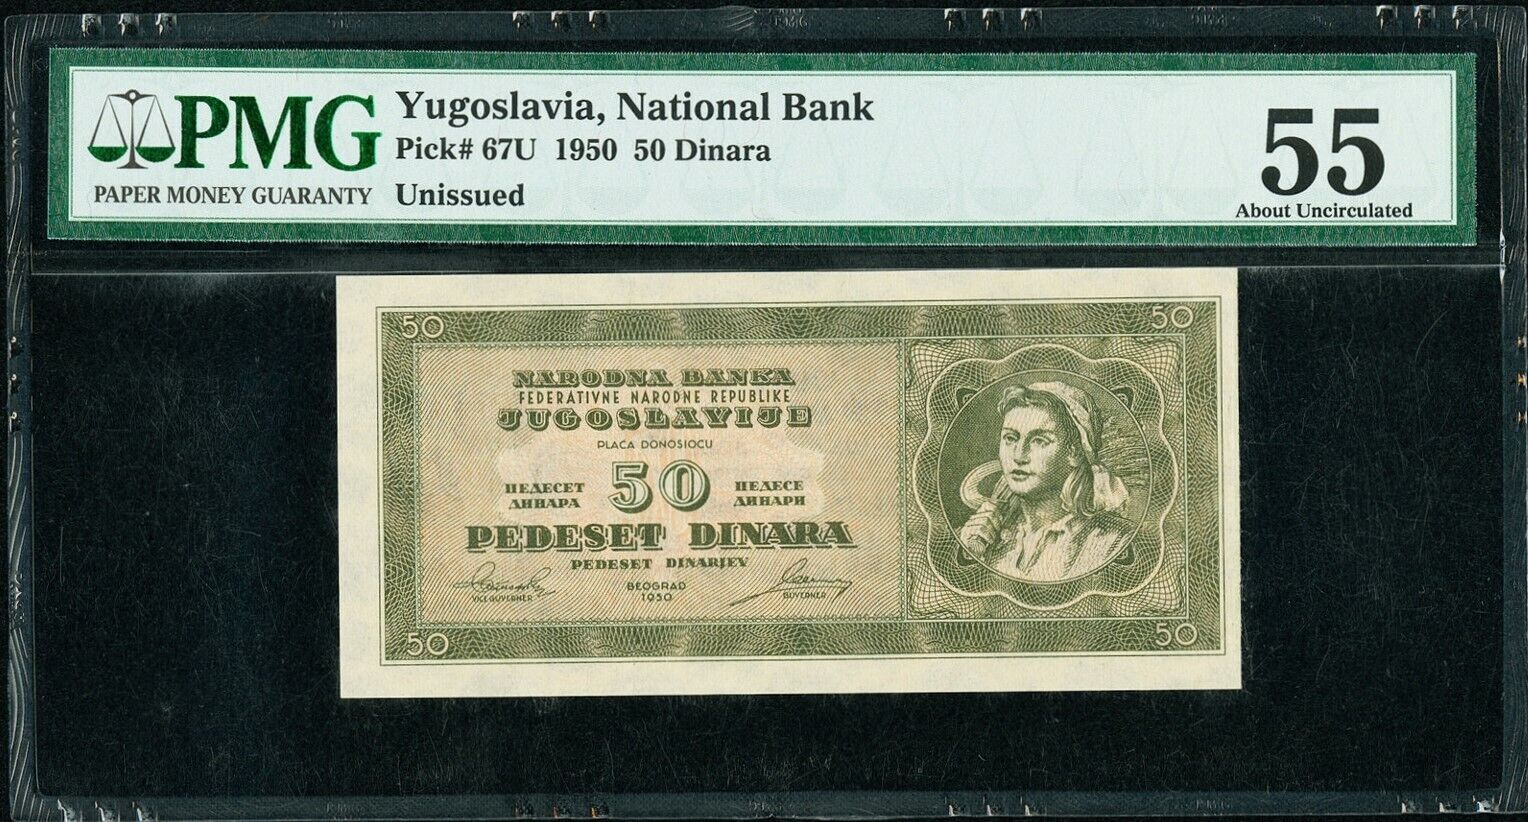 PMG
PAPER MONEY GUARANTY
Yugoslavia, National Bank
Pick# 67U 1950 50 Dinara
Unissued
55
About Uncirculated
50 50
NARODNA BANKA
FEDERATIVNE NARODNE REPUBLIKE
JUGOSLAVIJE
PLAĆA DONOSIOCU
ПЕДЕСЕТ ДИНАРА
50
ПЕДЕСЕ ДИНАРИ
PEDESET DINARA
PEDESET DINARJEV
VICEGUVERNER
BEOGRAD
1950
GUVERNER
50 50